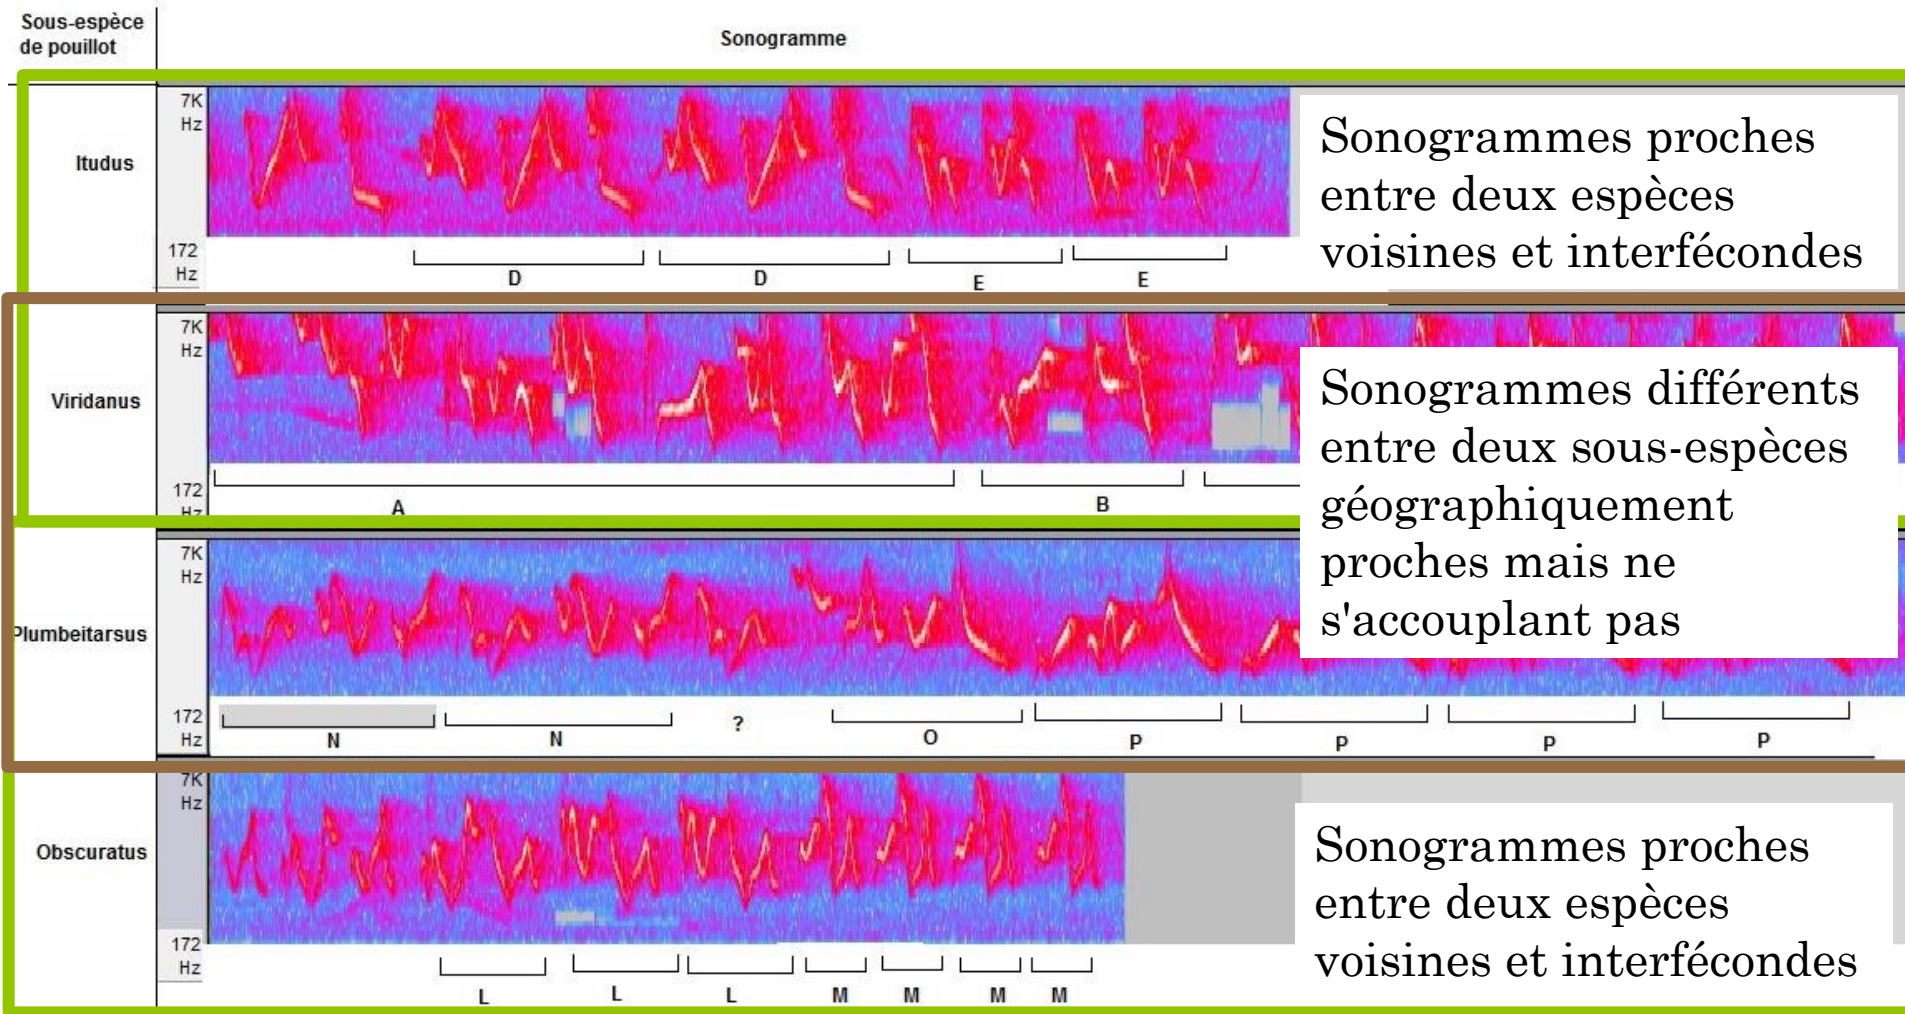 Sous-espèce
de pouillot
Sonogramme
Itudus
7K
Hz
172
Hz
D D E E
Sonogrammes proches
entre deux espèces
voisines et interfécondes
Viridanus
7K
Hz
172
Hz
A B
Sonogrammes différents
entre deux sous-espèces
géographiquement
proches mais ne
s'accouplant pas
Plumbeitarsus
7K
Hz
172
Hz
N N ? O P P P P
Obscuratus
7K
Hz
172
Hz
L L L M M M M
Sonogrammes proches
entre deux espèces
voisines et interfécondes